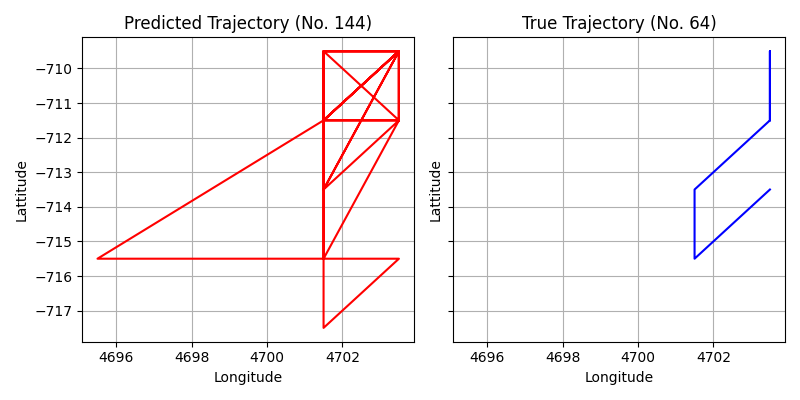 Predicted Trajectory (No. 144)
True Trajectory (No. 64)
Lattitude
−710
−711
−712
−713
−714
−715
−716
−717
4696
4698
4700
4702
Longitude
Lattitude
4696
4698
4700
4702
Longitude